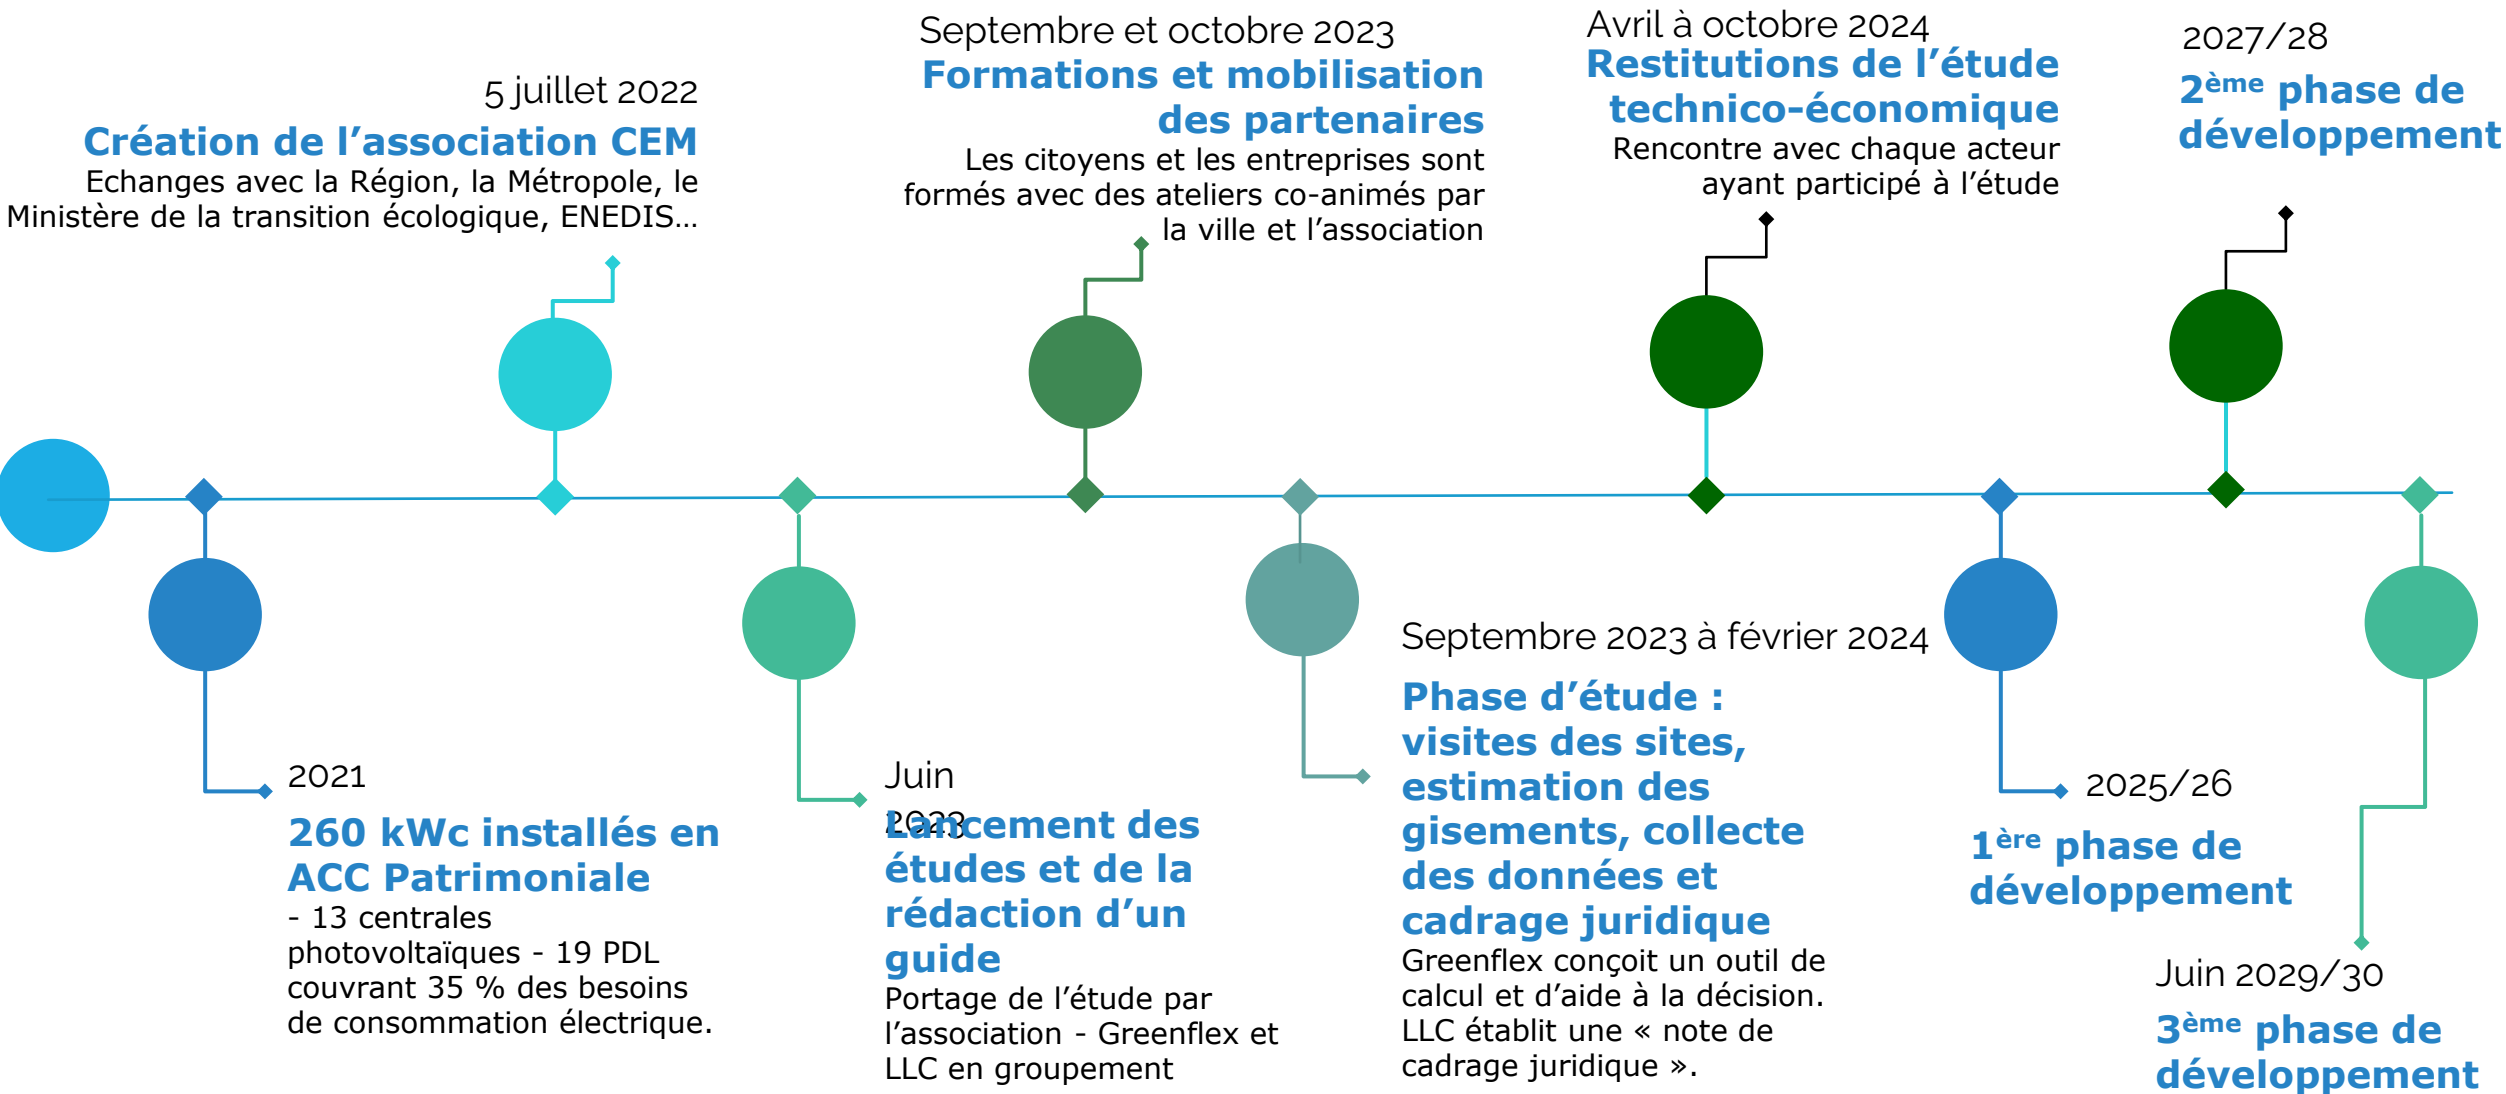 5 juillet 2022
Création de l’association CEM
Echanges avec la Région, la Métropole, le
Ministère de la transition écologique, ENEDIS…
Septembre et octobre 2023
Formations et mobilisation
des partenaires
Les citoyens et les entreprises sont
formés avec des ateliers co-animés par
la ville et l’association
Avril à octobre 2024
Restitutions de l’étude
technico-économique
Rencontre avec chaque acteur
ayant participé à l’étude
2027/28
2ème phase de
développement
2021
260 kWc installés en
ACC Patrimoniale
- 13 centrales
photovoltaïques - 19 PDL
couvrant 35 % des besoins
de consommation électrique.
Juin
2023
Lancement des
études et de la
rédaction d’un
guide
Portage de l’étude par
l’association - Greenflex et
LLC en groupement
Septembre 2023 à février 2024
Phase d’étude :
visites des sites,
estimation des
gisements, collecte
des données et
cadrage juridique
Greenflex conçoit un outil de
calcul et d’aide à la décision.
LLC établit une « note de
cadrage juridique ».
2025/26
1ère phase de
développement
Juin 2029/30
3ème phase de
développement